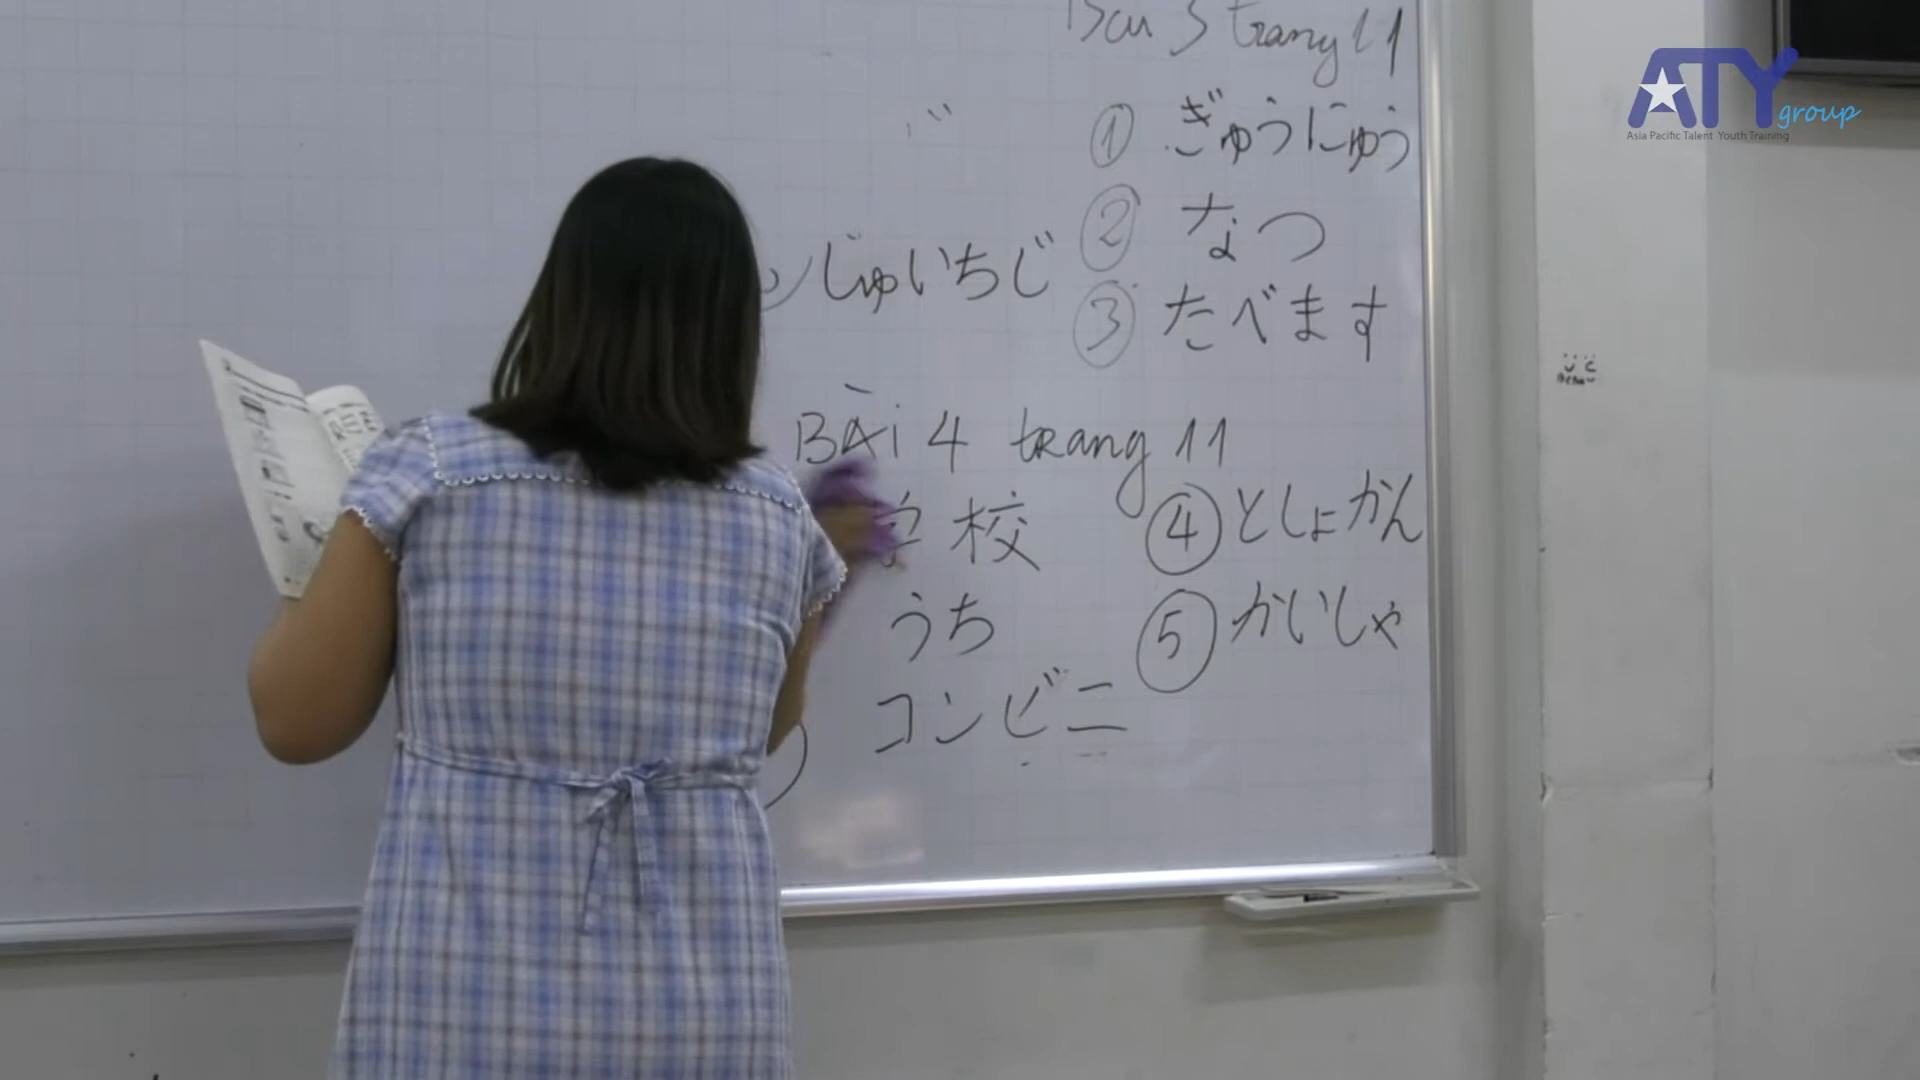 Bài 3 trang 11
① ぎゅうにゅう
② なつ
③ たべます
じゅいちじ
Bài 4 trang 11
学校
うち
コンビニ
④ としょかん
⑤ かいしゃ
ATY group
Asia Pacific Talent Youth Training